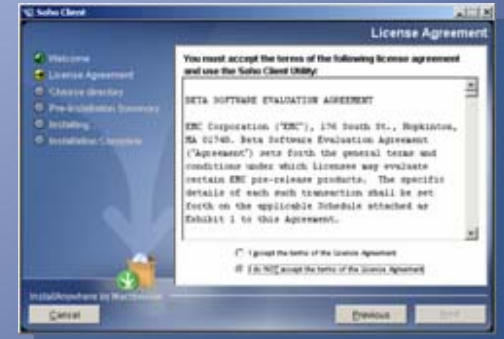 Soho Client
License Agreement
Welcome
License Agreement
Choose directory
Pre-Installation Summary
Installing...
Installation Complete
You must accept the terms of the following license agreement
and use the Soho Client Utility:
BETA SOFTWARE EVALUATION AGREEMENT
EMC Corporation ("EMC"), 176 South St., Hopkinton,
MA 01748. Beta Software Evaluation Agreement
("Agreement") sets forth the general terms and
conditions under which Licensee may evaluate
certain EMC pre-release products. The specific
details of each such transaction shall be set
forth on the applicable Schedule attached as
Exhibit 1 to this Agreement.
I accept the terms of the License Agreement
I do NOT accept the terms of the License Agreement
InstallAnywhere by Macrovision
Cancel
Previous
Next